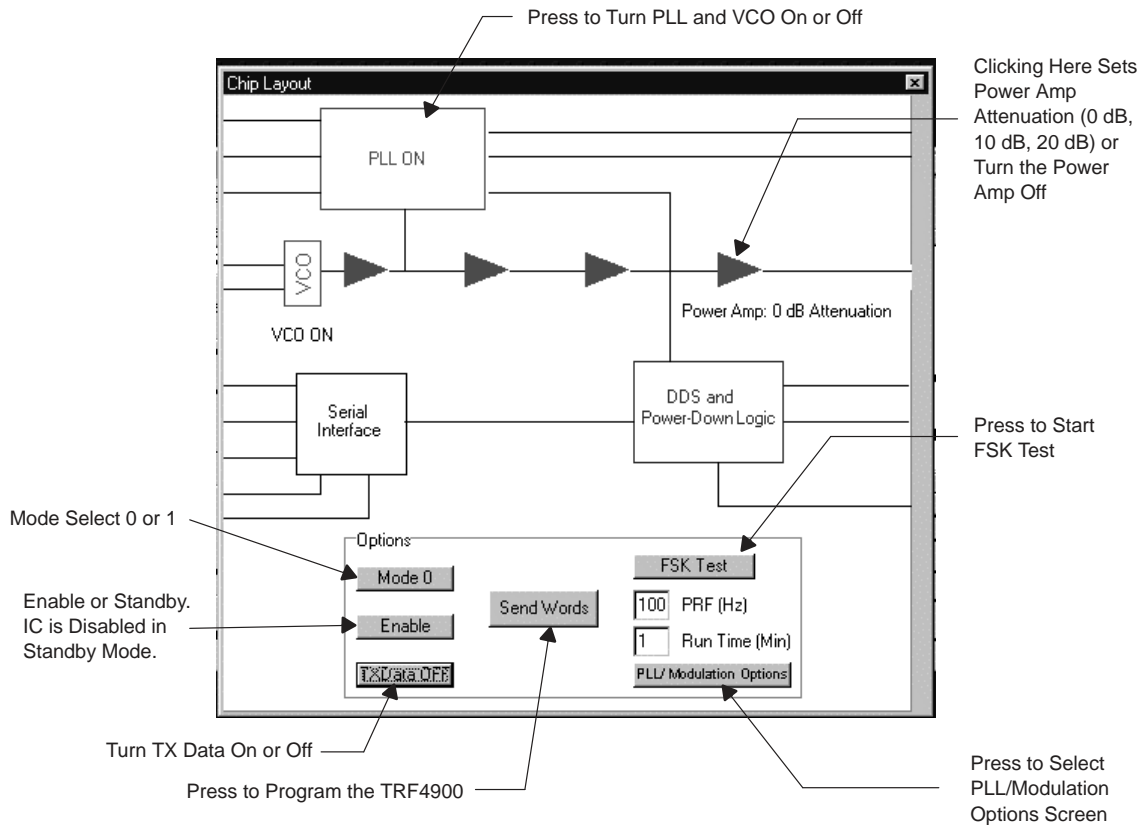 Press to Turn PLL and VCO On or Off
Clicking Here Sets
Power Amp
Attenuation (0 dB,
10 dB, 20 dB) or
Turn the Power
Amp Off
Chip Layout
PLL ON
VCO
VCO ON
Power Amp: 0 dB Attenuation
Serial
Interface
DDS and
Power-Down Logic
Press to Start
FSK Test
Mode Select 0 or 1
Enable or Standby.
IC is Disabled in
Standby Mode.
Options
Mode 0
Enable
TXData OFF
Send Words
FSK Test
100 PRF (Hz)
1 Run Time (Min)
PLL/ Modulation Options
Turn TX Data On or Off
Press to Program the TRF4900
Press to Select
PLL/Modulation
Options Screen